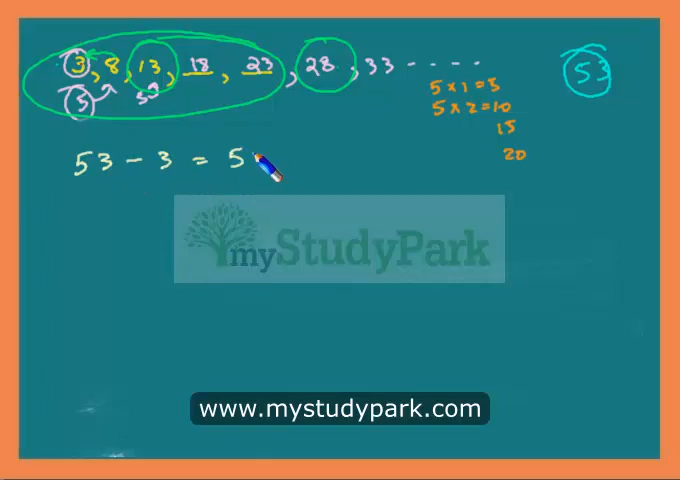 3, 8, 13, 18, 23, 28, 33 - - - - -
53
5
5
5 x 1 = 5
5 x 2 = 10
15
20
53 - 3 = 5
myStudyPark
www.mystudypark.com